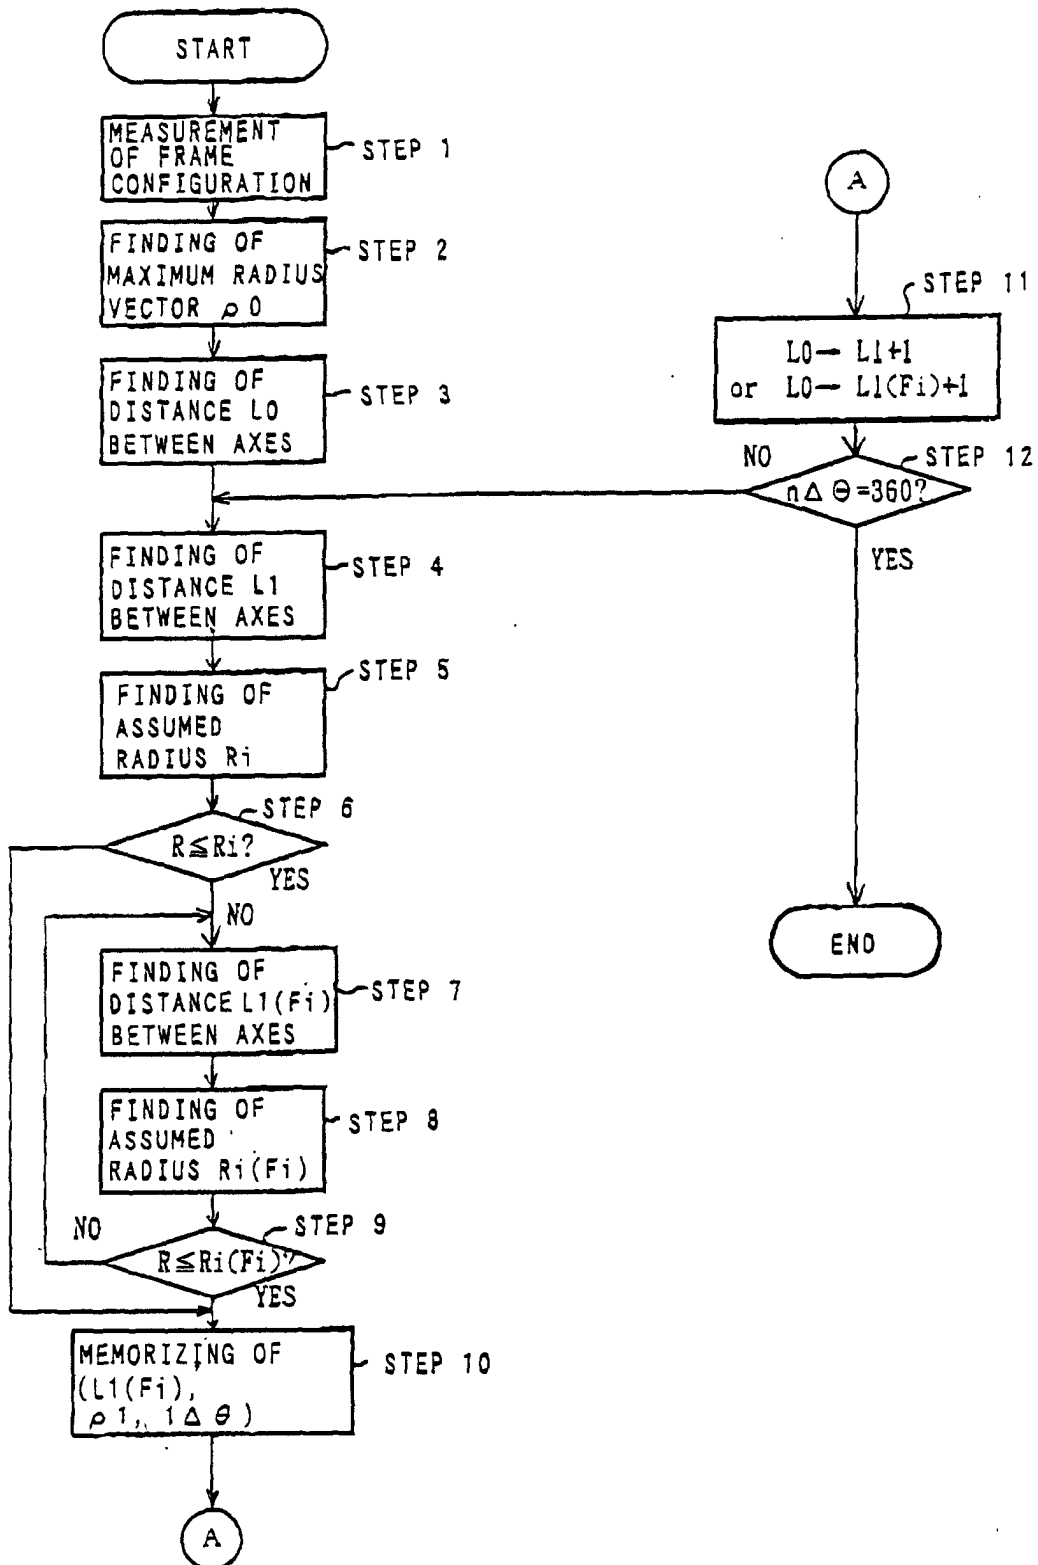 START
MEASUREMENT
OF FRAME
CONFIGURATION
STEP 1
FINDING OF
MAXIMUM RADIUS
VECTOR ρ0
STEP 2
FINDING OF
DISTANCE L0
BETWEEN AXES
STEP 3
FINDING OF
DISTANCE L1
BETWEEN AXES
STEP 4
FINDING OF
ASSUMED
RADIUS Ri
STEP 5
STEP 6
R≦Ri?
YES
NO
FINDING OF
DISTANCE L1(Fi)
BETWEEN AXES
STEP 7
FINDING OF
ASSUMED
RADIUS Ri(Fi)
STEP 8
NO
STEP 9
R≦Ri(Fi)?
YES
MEMORIZING OF
(L1(Fi),
ρ1, 1Δθ)
STEP 10
A
A
STEP 11
L0→ L1+1
or L0→ L1(Fi)+1
NO
STEP 12
nΔΘ=360?
YES
END